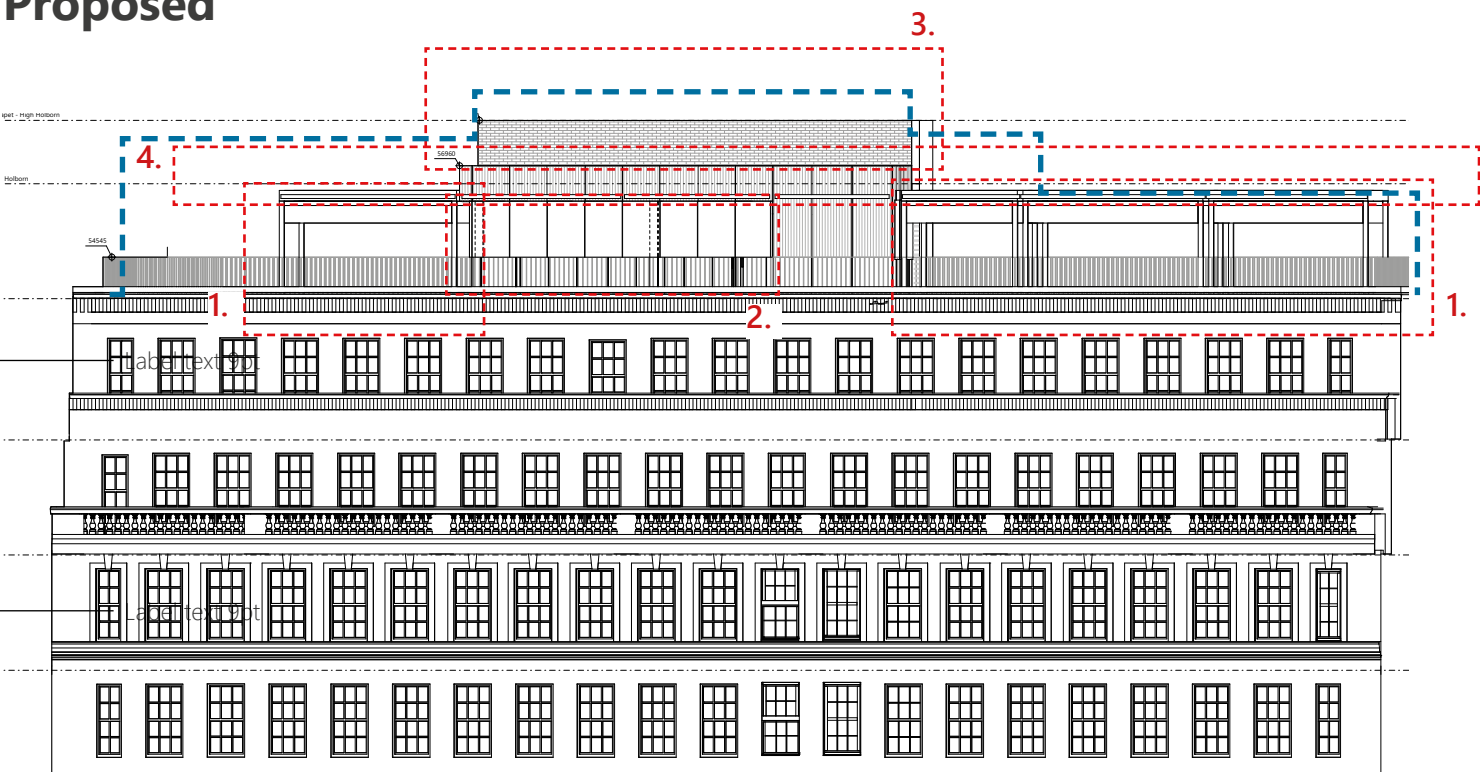 Proposed
3.
apet - High Holborn
4.
56960
Holborn
54545
1.
2.
1.
Label text 9pt
Label text 9pt